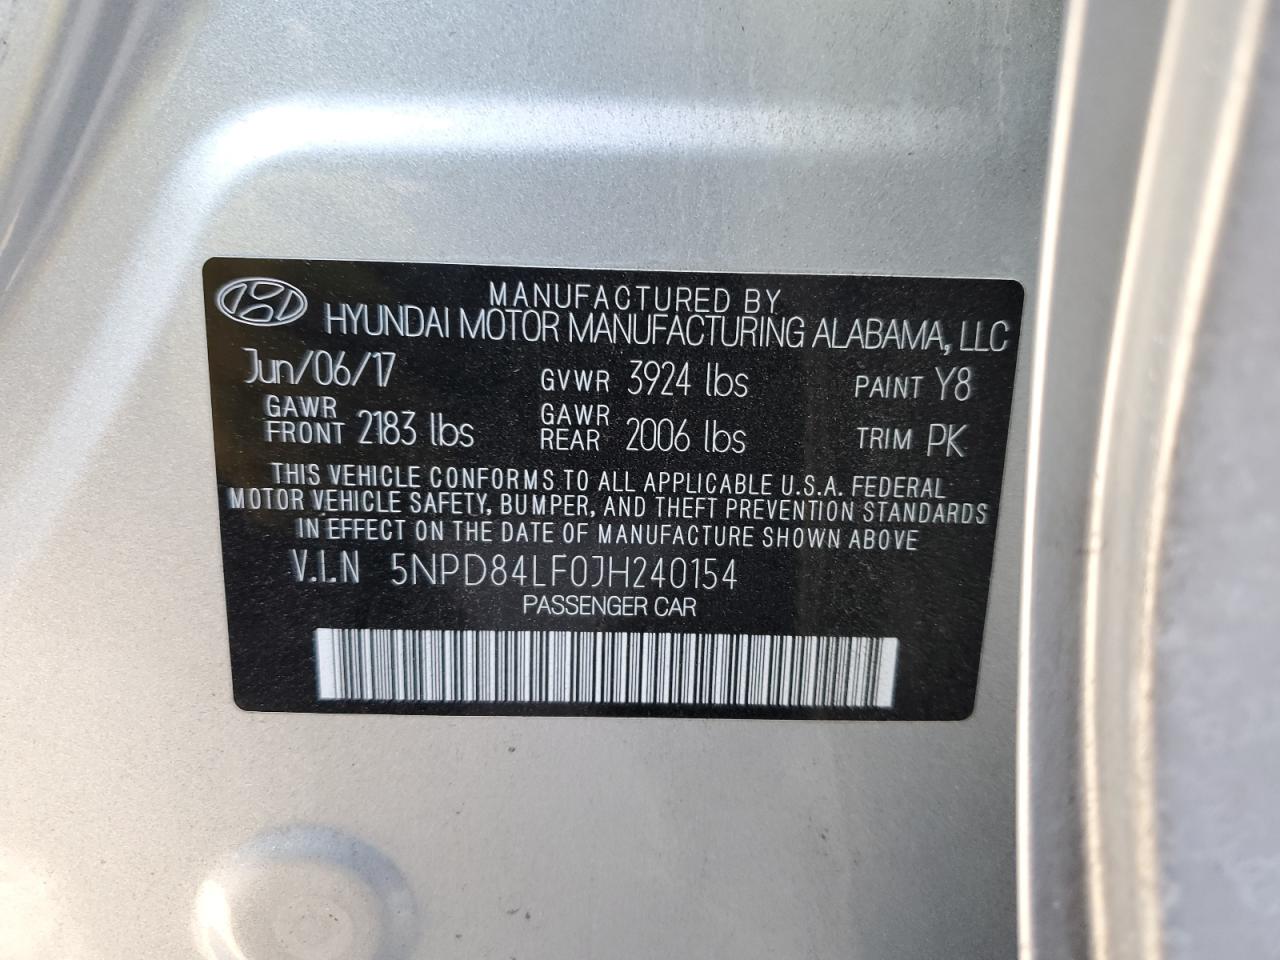 MANUFACTURED BY
HYUNDAI MOTOR MANUFACTURING ALABAMA, LLC
Jun/06/17 GVWR 3924 lbs PAINT Y8
GAWR FRONT 2183 lbs GAWR REAR 2006 lbs TRIM PK
THIS VEHICLE CONFORMS TO ALL APPLICABLE U.S.A. FEDERAL
MOTOR VEHICLE SAFETY, BUMPER, AND THEFT PREVENTION STANDARDS
IN EFFECT ON THE DATE OF MANUFACTURE SHOWN ABOVE
V.I.N 5NPD84LF0JH240154
PASSENGER CAR